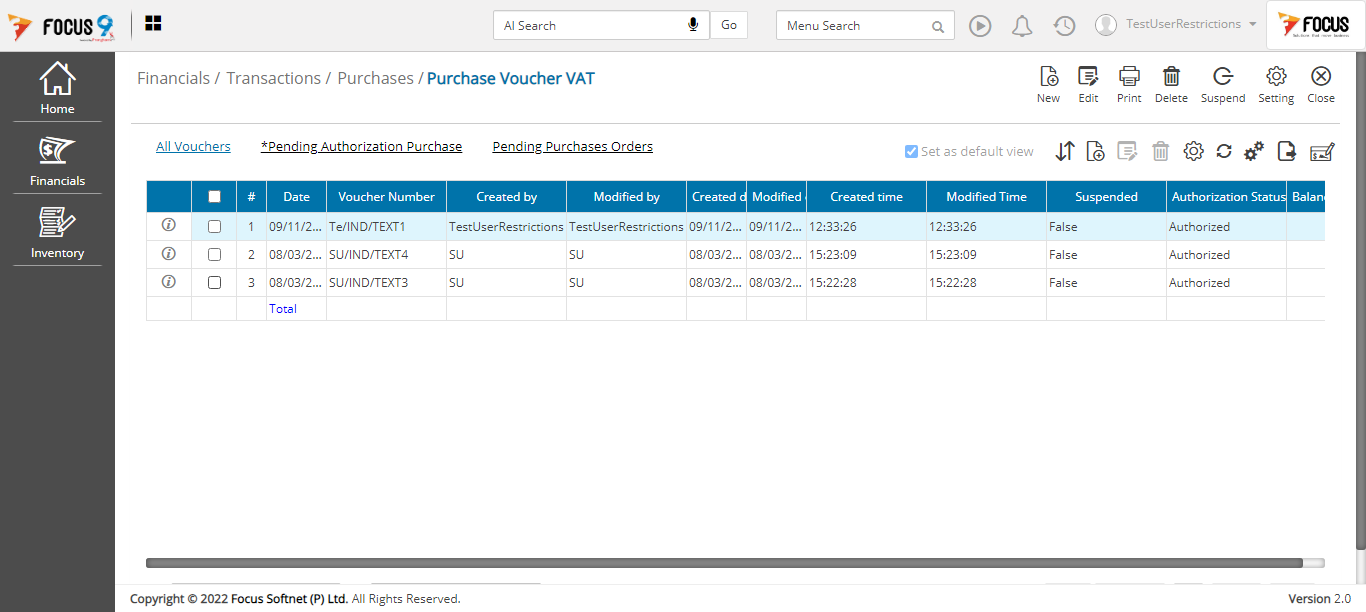 FOCUS 9
AI Search
Go
Menu Search
TestUserRestrictions
FOCUS
Home
Financials
Inventory
Financials / Transactions / Purchases / Purchase Voucher VAT
New Edit Print Delete Suspend Setting Close
All Vouchers *Pending Authorization Purchase Pending Purchases Orders
Set as default view
# Date Voucher Number Created by Modified by Created d Modified Created time Modified Time Suspended Authorization Status Balan
1 09/11/2... Te/IND/TEXT1 TestUserRestrictions TestUserRestrictions 09/11/2... 09/11/2... 12:33:26 12:33:26 False Authorized
2 08/03/2... SU/IND/TEXT4 SU SU 08/03/2... 08/03/2... 15:23:09 15:23:09 False Authorized
3 08/03/2... SU/IND/TEXT3 SU SU 08/03/2... 08/03/2... 15:22:28 15:22:28 False Authorized
Total
Copyright © 2022 Focus Softnet (P) Ltd. All Rights Reserved.
Version 2.0